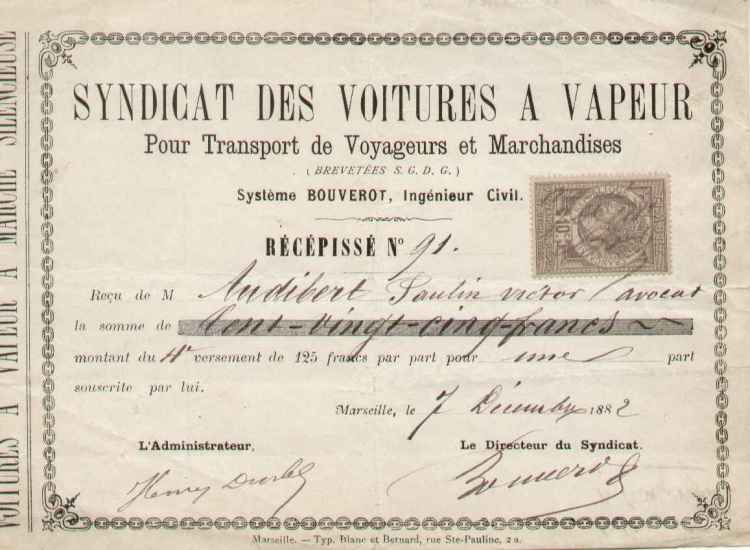 VOITURES A VAPEUR A MARCHE SILENCIEUSE
SYNDICAT DES VOITURES A VAPEUR
Pour Transport de Voyageurs et Marchandises
(BREVETÉES S. G. D. G.)
Système BOUVEROT, Ingénieur Civil.
RÉCÉPISSÉ N° 91.
Reçu de M Audibert Paulin Victor, avocat
la somme de Cent-vingt-cinq francs
montant du 4e versement de 125 francs par part pour une part
souscrite par lui.
Marseille, le 7 Décembre 1882
L'Administrateur,
Le Directeur du Syndicat.
Henry
Bouverot
Marseille. — Typ. Blanc et Bernard, rue Ste-Pauline, 2 a.